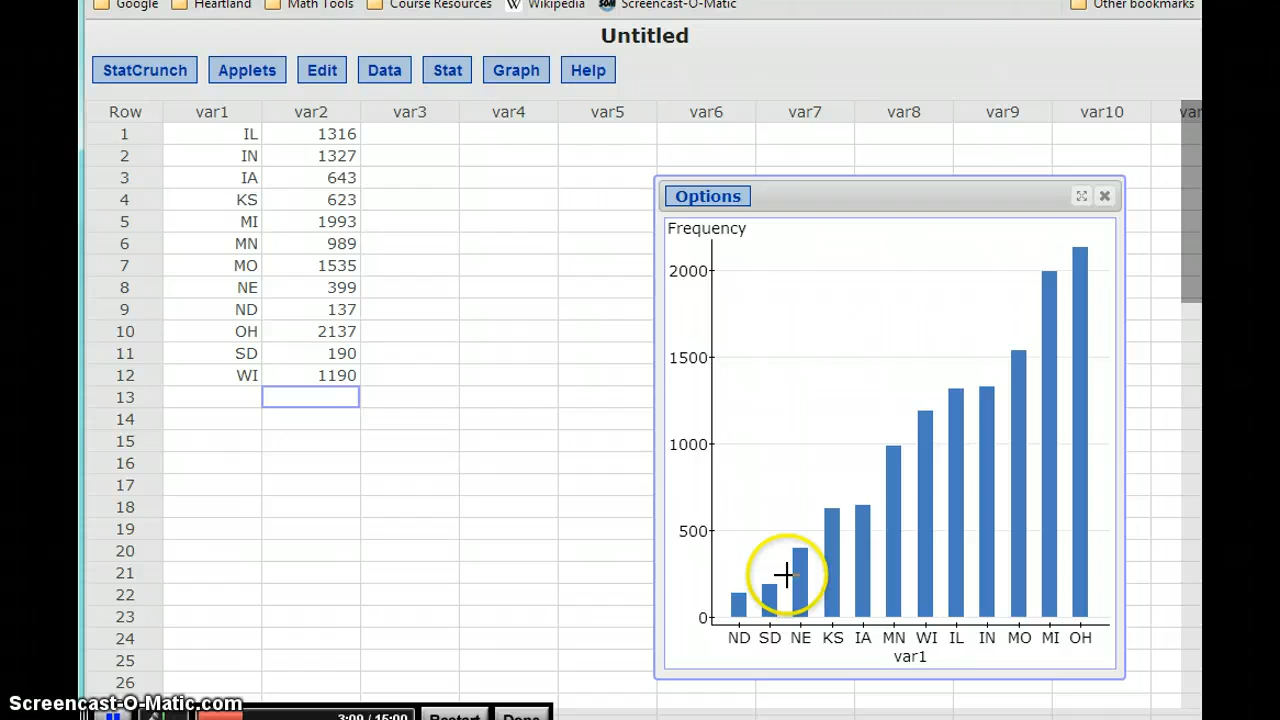 Google Heartland Math Tools Course Resources Wikipedia Screencast-O-Matic Other bookmarks
Untitled
StatCrunch Applets Edit Data Stat Graph Help
Row var1 var2 var3 var4 var5 var6 var7 var8 var9 var10
1 IL 1316
2 IN 1327
3 IA 643
4 KS 623
5 MI 1993
6 MN 989
7 MO 1535
8 NE 399
9 ND 137
10 OH 2137
11 SD 190
12 WI 1190
13
14
15
16
17
18
19
20
21
22
23
24
25
26
Options
Frequency
2000
1500
1000
500
0
ND SD NE KS IA MN WI IL IN MO MI OH
var1
Screencast-O-Matic.com
3:09 / 15:00 Restart Done